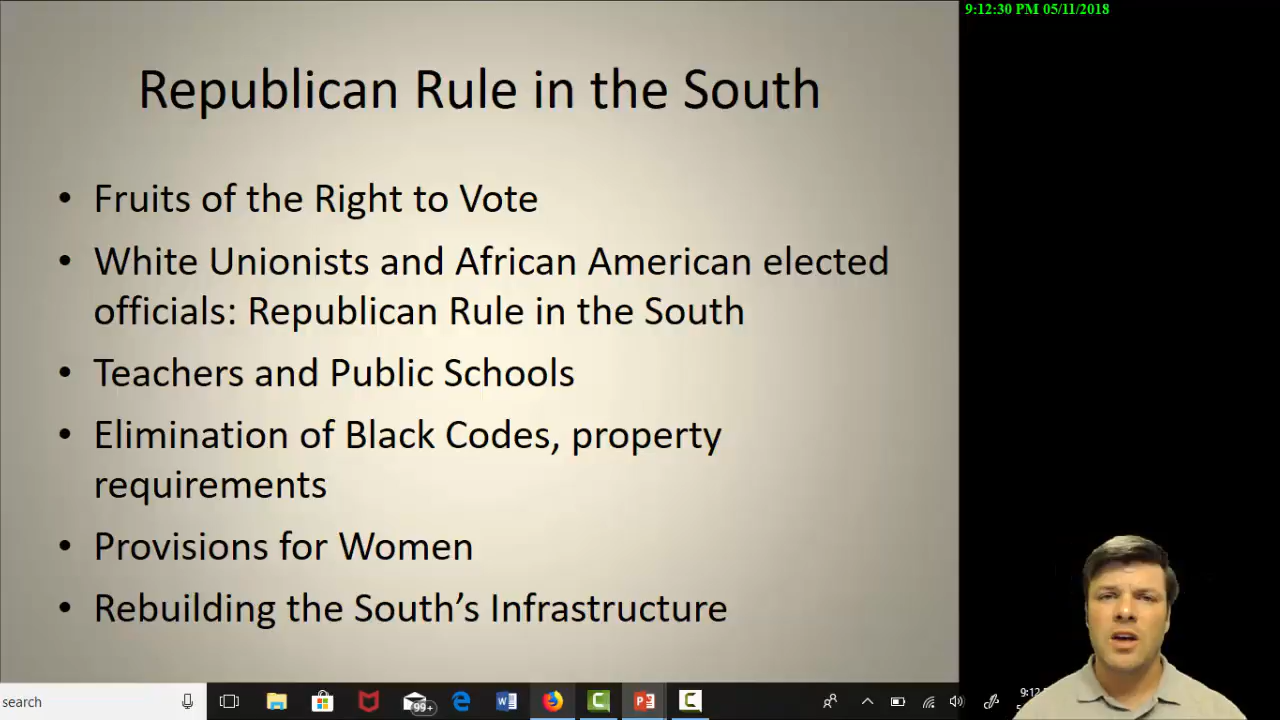 9:12:30 PM 05/11/2018
Republican Rule in the South
• Fruits of the Right to Vote
• White Unionists and African American elected
officials: Republican Rule in the South
• Teachers and Public Schools
• Elimination of Black Codes, property
requirements
• Provisions for Women
• Rebuilding the South’s Infrastructure
search
99+